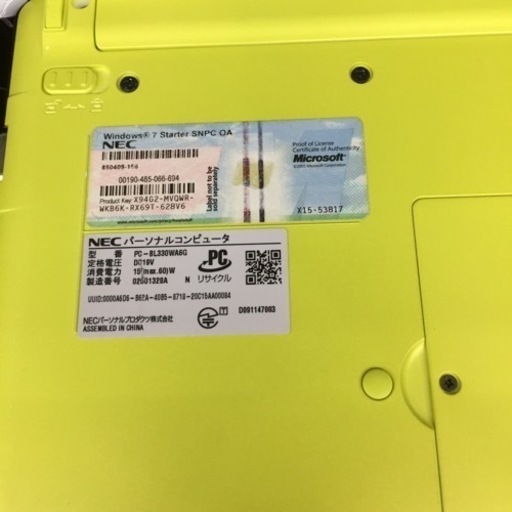 Windows® 7 Starter SNPC OA
NEC
Proof of License
Certificate of Authenticity
Microsoft®
00190-485-066-694
Product Key: X94G2-MVQWR-
WKB6K-RX69T-62BV6
Label not to be
sold separately
X15-53817
NEC パーソナルコンピュータ
型 番 PC-BL330WA6G
定格電圧 DC19V
消費電力 15(max.60)W
製造番号 02001320A N
PC
リサイクル
D091147003
NECパーソナルプロダクツ株式会社
ASSEMBLED IN CHINA